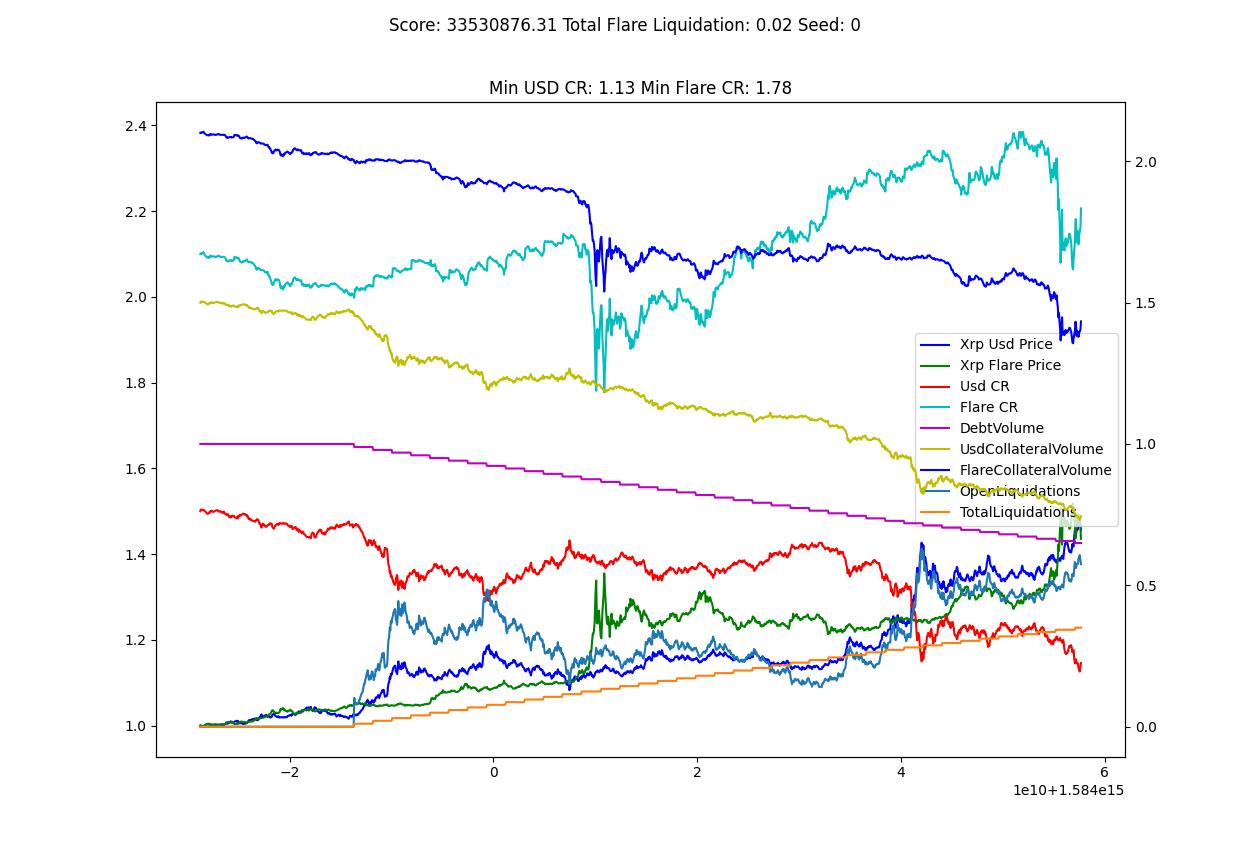 Score: 33530876.31 Total Flare Liquidation: 0.02 Seed: 0
Min USD CR: 1.13 Min Flare CR: 1.78
2.4
2.2
2.0
1.8
1.6
1.4
1.2
1.0
2.0
1.5
1.0
0.5
0.0
Xrp Usd Price
Xrp Flare Price
Usd CR
Flare CR
DebtVolume
UsdCollateralVolume
FlareCollateralVolume
OpenLiquidations
TotalLiquidations
−2
0
2
4
6
1e10+1.584e15